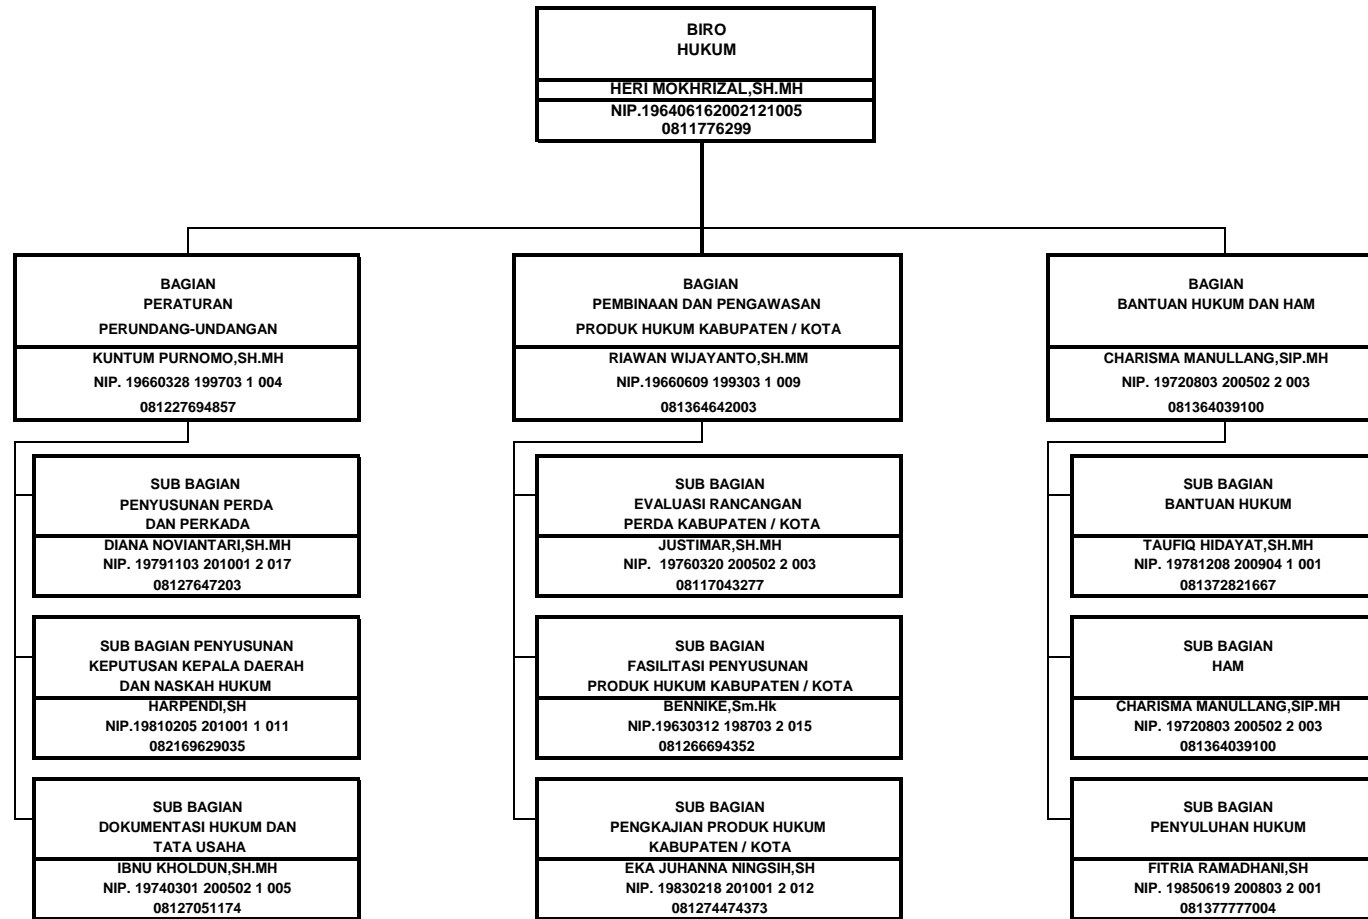 BIRO
HUKUM
HERI MOKHRIZAL,SH.MH
NIP.196406162002121005
0811776299
BAGIAN
PERATURAN
PERUNDANG-UNDANGAN
KUNTUM PURNOMO,SH.MH
NIP. 19660328 199703 1 004
081227694857
BAGIAN
PEMBINAAN DAN PENGAWASAN
PRODUK HUKUM KABUPATEN / KOTA
RIAWAN WIJAYANTO,SH.MM
NIP.19660609 199303 1 009
081364642003
BAGIAN
BANTUAN HUKUM DAN HAM
CHARISMA MANULLANG,SIP.MH
NIP. 19720803 200502 2 003
081364039100
SUB BAGIAN
PENYUSUNAN PERDA
DAN PERKADA
DIANA NOVIANTARI,SH.MH
NIP. 19791103 201001 2 017
08127647203
SUB BAGIAN
EVALUASI RANCANGAN
PERDA KABUPATEN / KOTA
JUSTIMAR,SH.MH
NIP. 19760320 200502 2 003
08117043277
SUB BAGIAN
BANTUAN HUKUM
TAUFIQ HIDAYAT,SH.MH
NIP. 19781208 200904 1 001
081372821667
SUB BAGIAN PENYUSUNAN
KEPUTUSAN KEPALA DAERAH
DAN NASKAH HUKUM
HARPENDI,SH
NIP.19810205 201001 1 011
082169629035
SUB BAGIAN
FASILITASI PENYUSUNAN
PRODUK HUKUM KABUPATEN / KOTA
BENNIKE,Sm.Hk
NIP.19630312 198703 2 015
081266694352
SUB BAGIAN
HAM
CHARISMA MANULLANG,SIP.MH
NIP. 19720803 200502 2 003
081364039100
SUB BAGIAN
DOKUMENTASI HUKUM DAN
TATA USAHA
IBNU KHOLDUN,SH.MH
NIP. 19740301 200502 1 005
08127051174
SUB BAGIAN
PENGKAJIAN PRODUK HUKUM
KABUPATEN / KOTA
EKA JUHANNA NINGSIH,SH
NIP. 19830218 201001 2 012
081274474373
SUB BAGIAN
PENYULUHAN HUKUM
FITRIA RAMADHANI,SH
NIP. 19850619 200803 2 001
081377777004